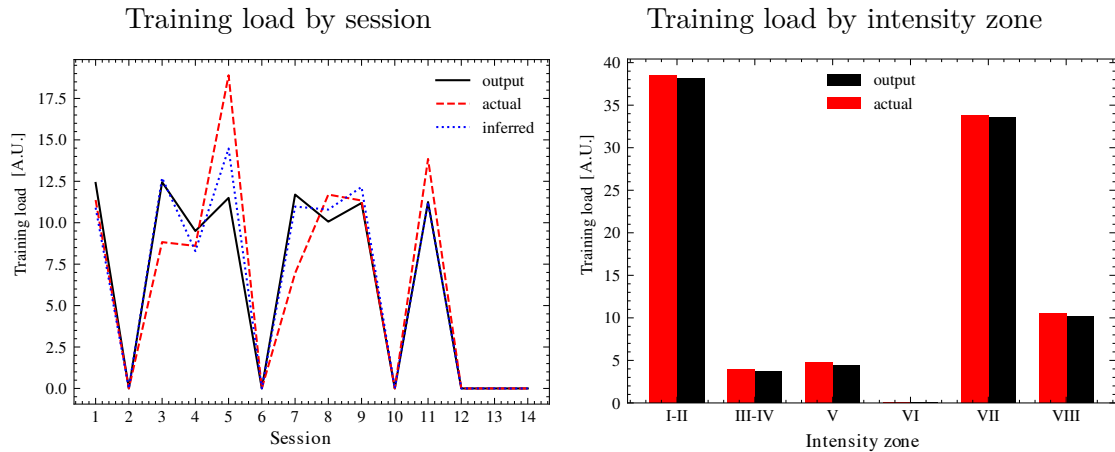 Training load by session
Training load [A.U.]
17.5
15.0
12.5
10.0
7.5
5.0
2.5
0.0
output
actual
inferred
1 2 3 4 5 6 7 8 9 10 11 12 13 14
Session
Training load by intensity zone
Training load [A.U.]
40
35
30
25
20
15
10
5
0
output
actual
I-II III-IV V VI VII VIII
Intensity zone